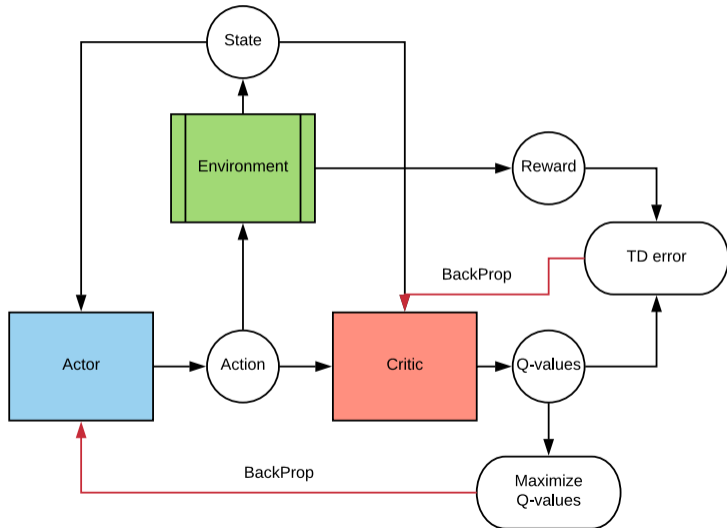 State
Environment
Reward
TD error
BackProp
Actor
Action
Critic
Q-values
BackProp
Maximize
Q-values